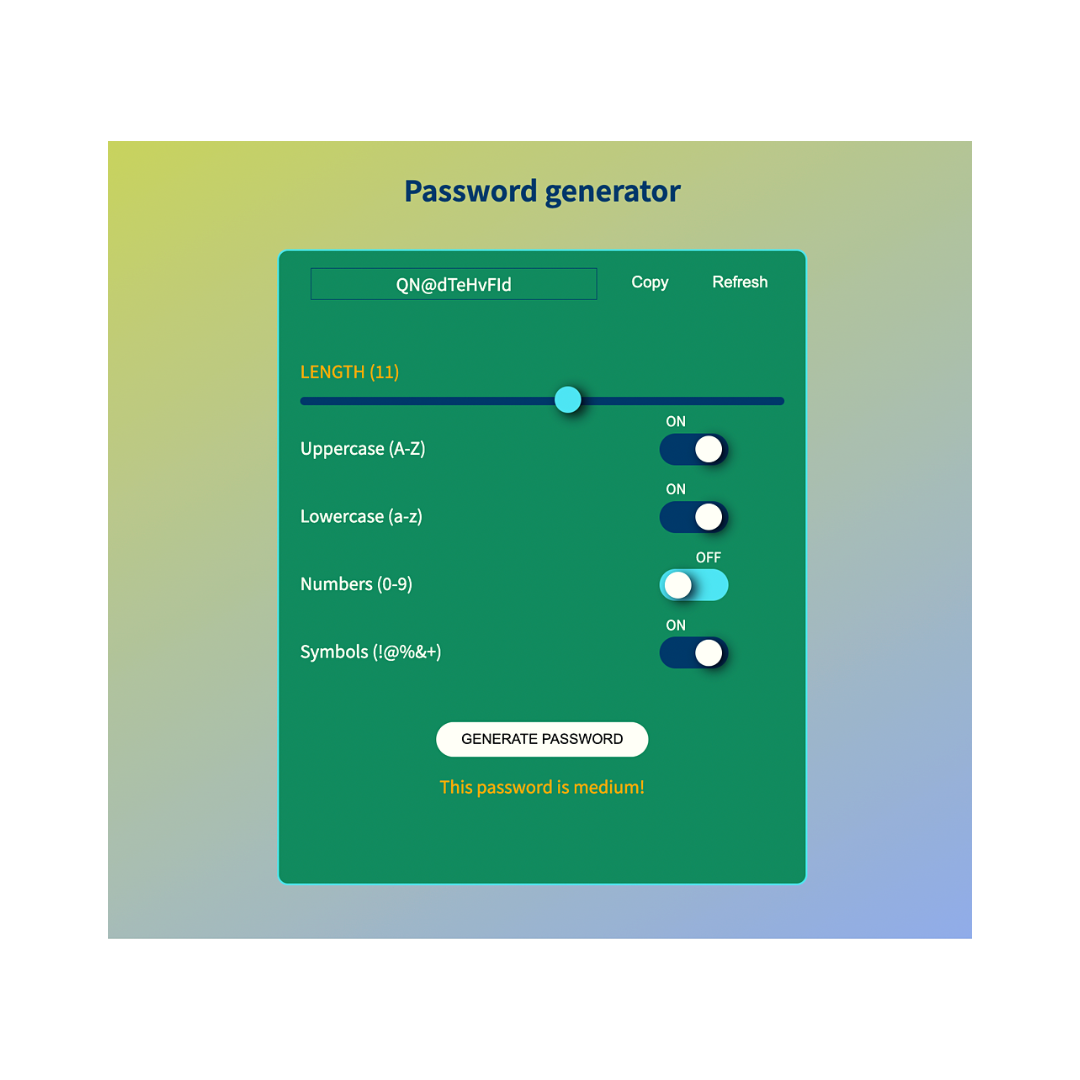 Password generator
QN@dTeHvFId Copy Refresh
LENGTH (11)
ON
Uppercase (A-Z)
ON
Lowercase (a-z)
OFF
Numbers (0-9)
ON
Symbols (!@%&+)
GENERATE PASSWORD
This password is medium!